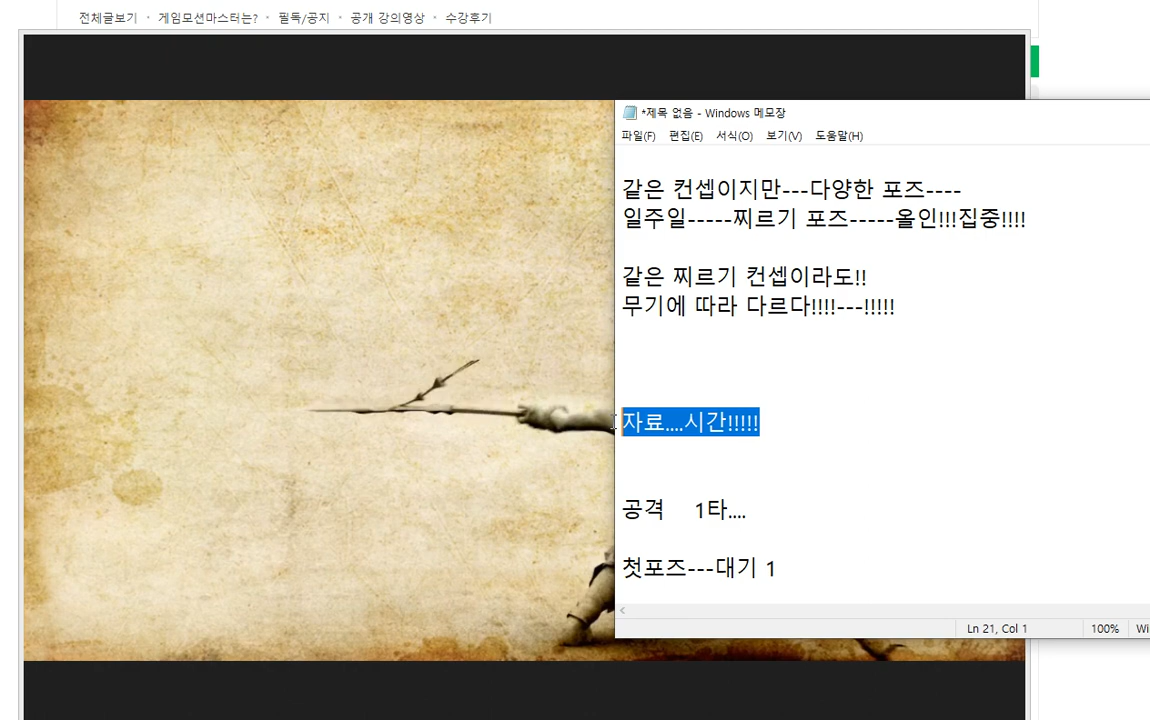 전체글보기 • 게임모션마스터는? • 필독/공지 • 공개 강의영상 • 수강후기
*제목 없음 - Windows 메모장
파일(F) 편집(E) 서식(O) 보기(V) 도움말(H)
같은 컨셉이지만---다양한 포즈----
일주일-----찌르기 포즈-----올인!!!집중!!!!
같은 찌르기 컨셉이라도!!
무기에 따라 다르다!!!!---!!!!!
자료....시간!!!!!
공격 1타....
첫포즈---대기 1
Ln 21, Col 1 100%